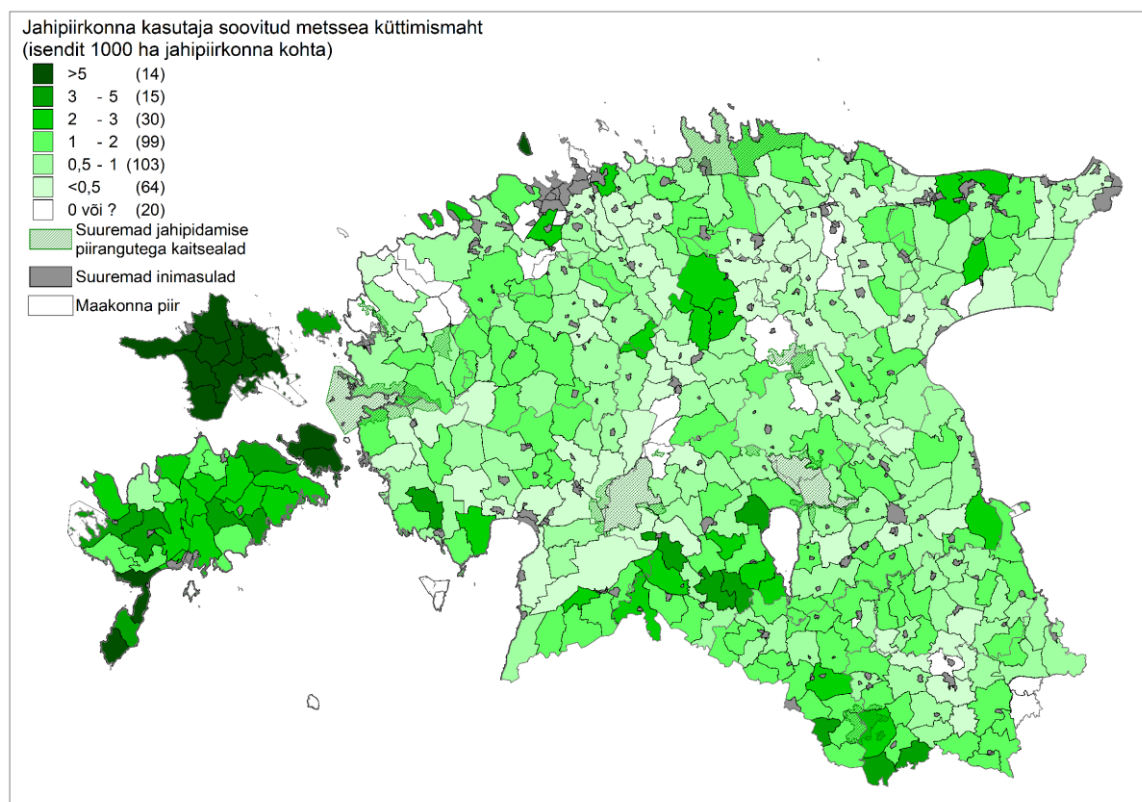 Jahipiirkonna kasutaja soovitud metssea küttimismaht
(isendit 1000 ha jahipiirkonna kohta)
>5 (14)
3 - 5 (15)
2 - 3 (30)
1 - 2 (99)
0,5 - 1 (103)
<0,5 (64)
0 või ? (20)
Suuremad jahipidamise
piirangutega kaitsealad
Suuremad inimasulad
Maakonna piir